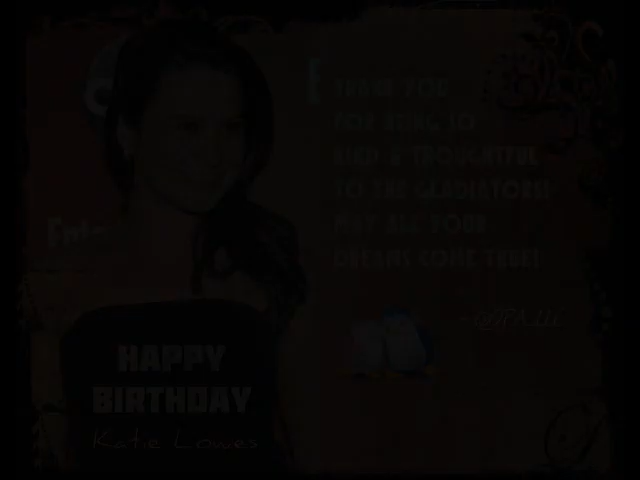 Ente
THANK YOU
FOR BEING SO
KIND & THOUGHTFUL
TO THE GLADIATORS!
MAY ALL YOUR
DREAMS COME TRUE!
HAPPY
BIRTHDAY
Katie Lowes